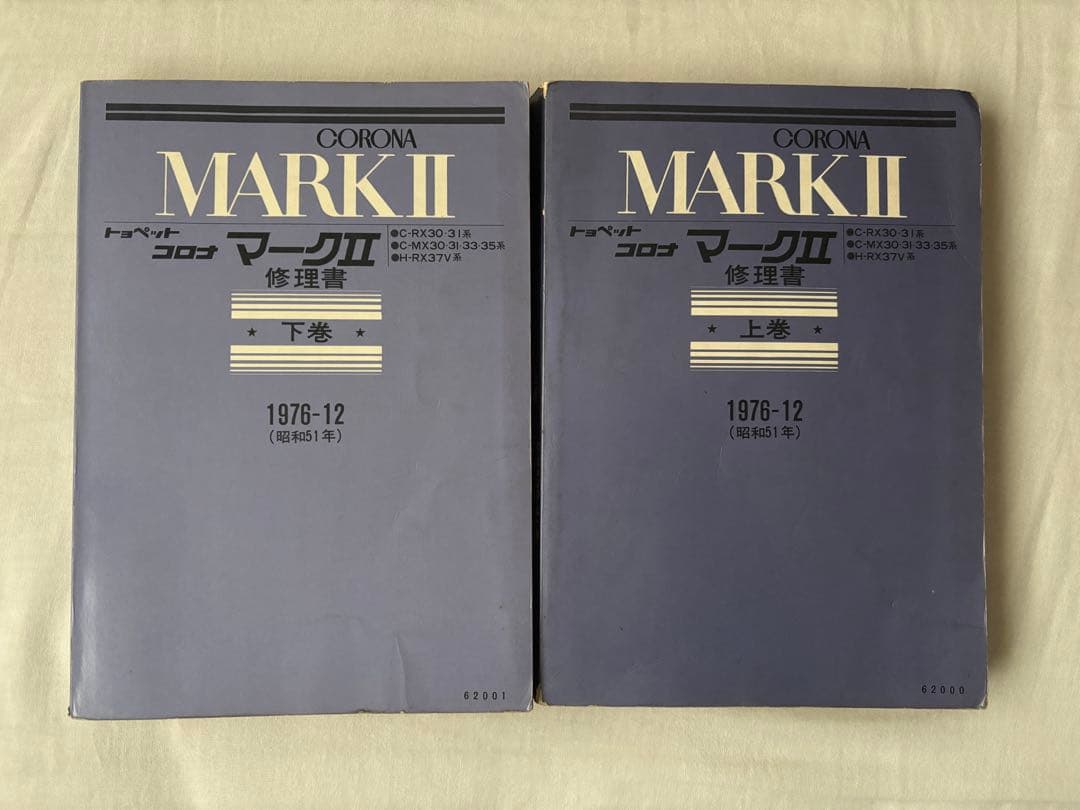 CORONA
MARK II
トヨペット
コロナ マークII
●C-RX30・31系
●C-MX30・31・33・35系
●H-RX37V系
修理書
★ 下巻 ★
1976-12
(昭和51年)
62001
CORONA
MARK II
トヨペット
コロナ マークII
●C-RX30・31系
●C-MX30・31・33・35系
●H-RX37V系
修理書
★ 上巻 ★
1976-12
(昭和51年)
62000